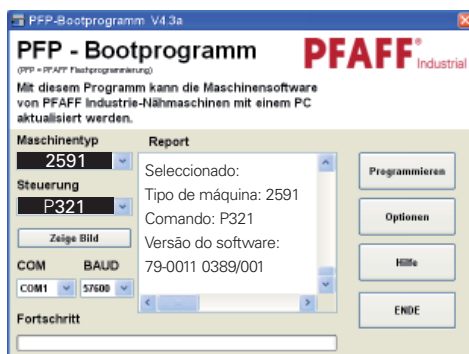 PFP-Bootprogramm V4.3a
PFP - Bootprogramm
(PFP = PFAFF Flashprogrammierung)
PFAFF® Industrial
Mit diesem Programm kann die Maschinensoftware
von PFAFF Industrie-Nähmaschinen mit einem PC
aktualisiert werden.
Maschinentyp
2591
Steuerung
P321
Zeige Bild
COM BAUD
COM1 57600
Report
Seleccionado:
Tipo de máquina: 2591
Comando: P321
Versão do software:
79-0011 0389/001
Programmieren
Optionen
Hilfe
ENDE
Fortschritt